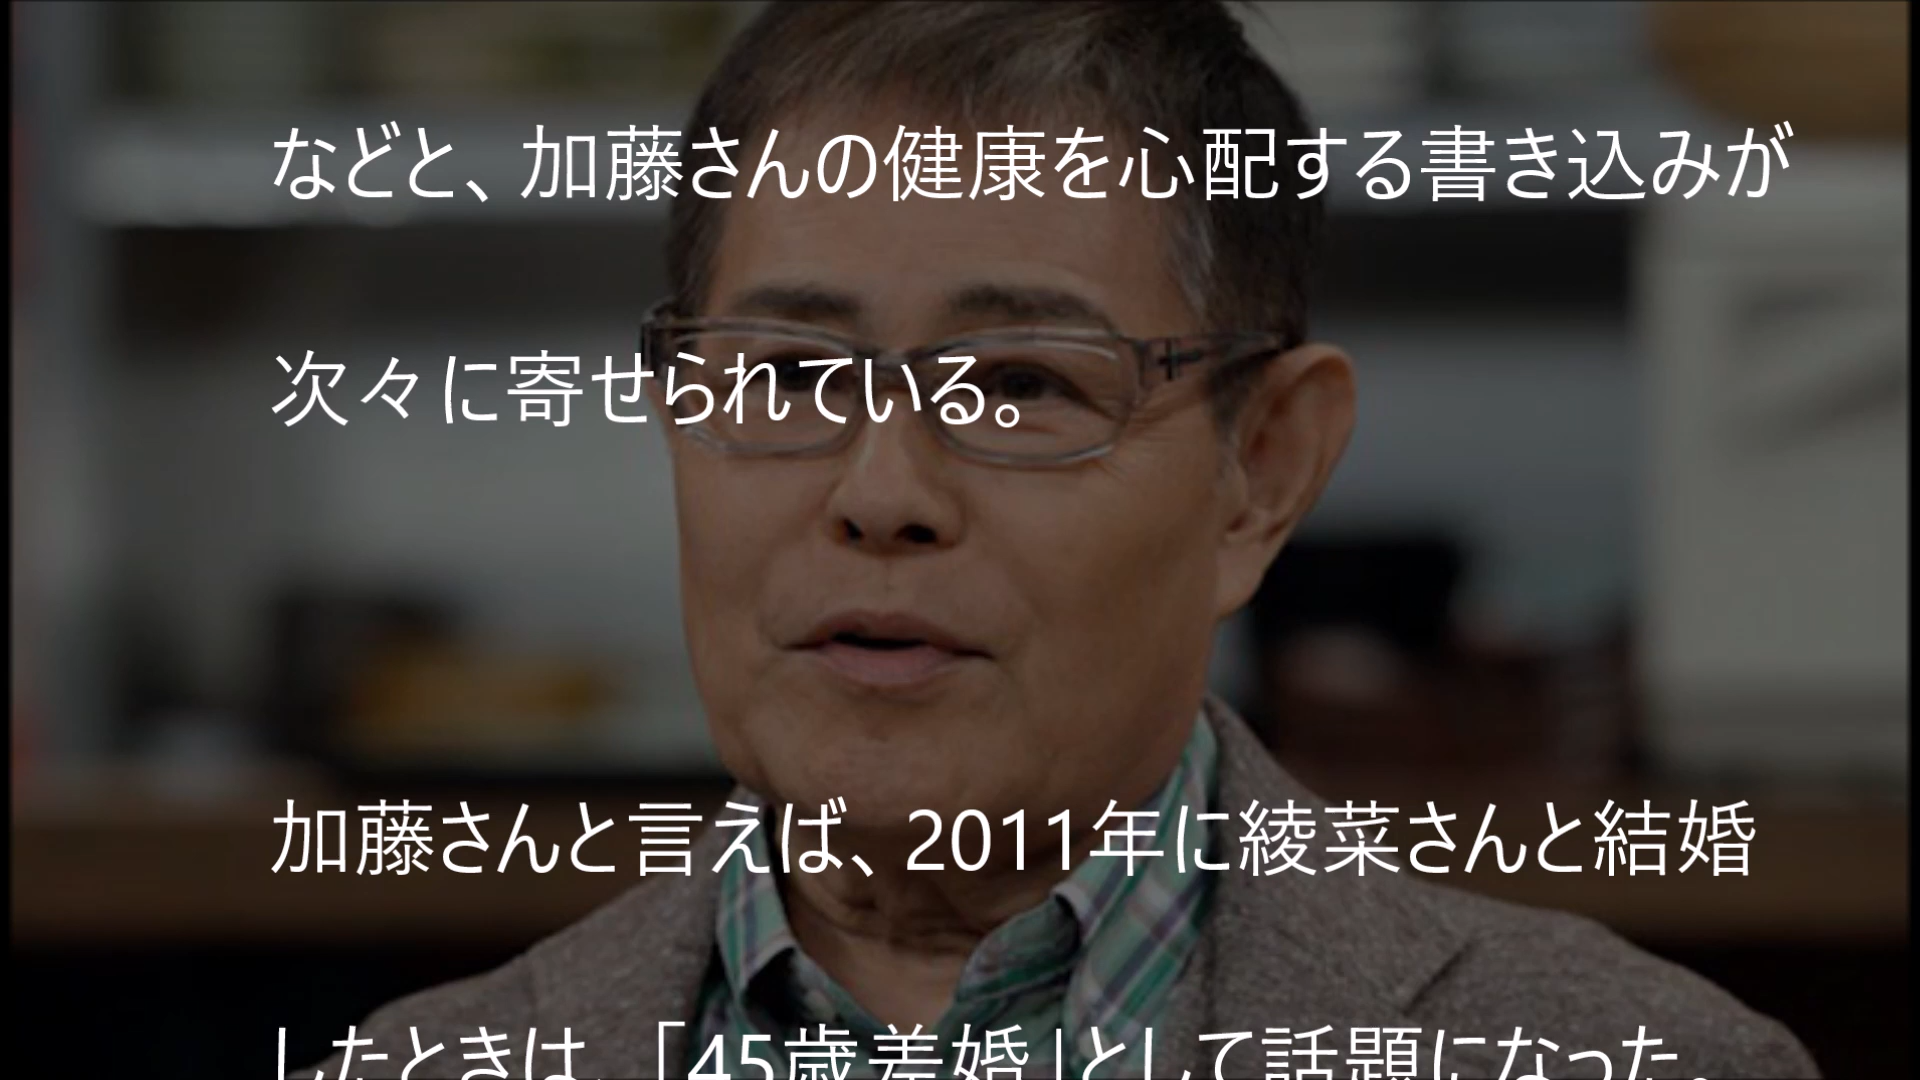 などと、加藤さんの健康を心配する書き込みが
次々に寄せられている。
加藤さんと言えば、2011年に綾菜さんと結婚
したときは、「45歳差婚」として話題になった。